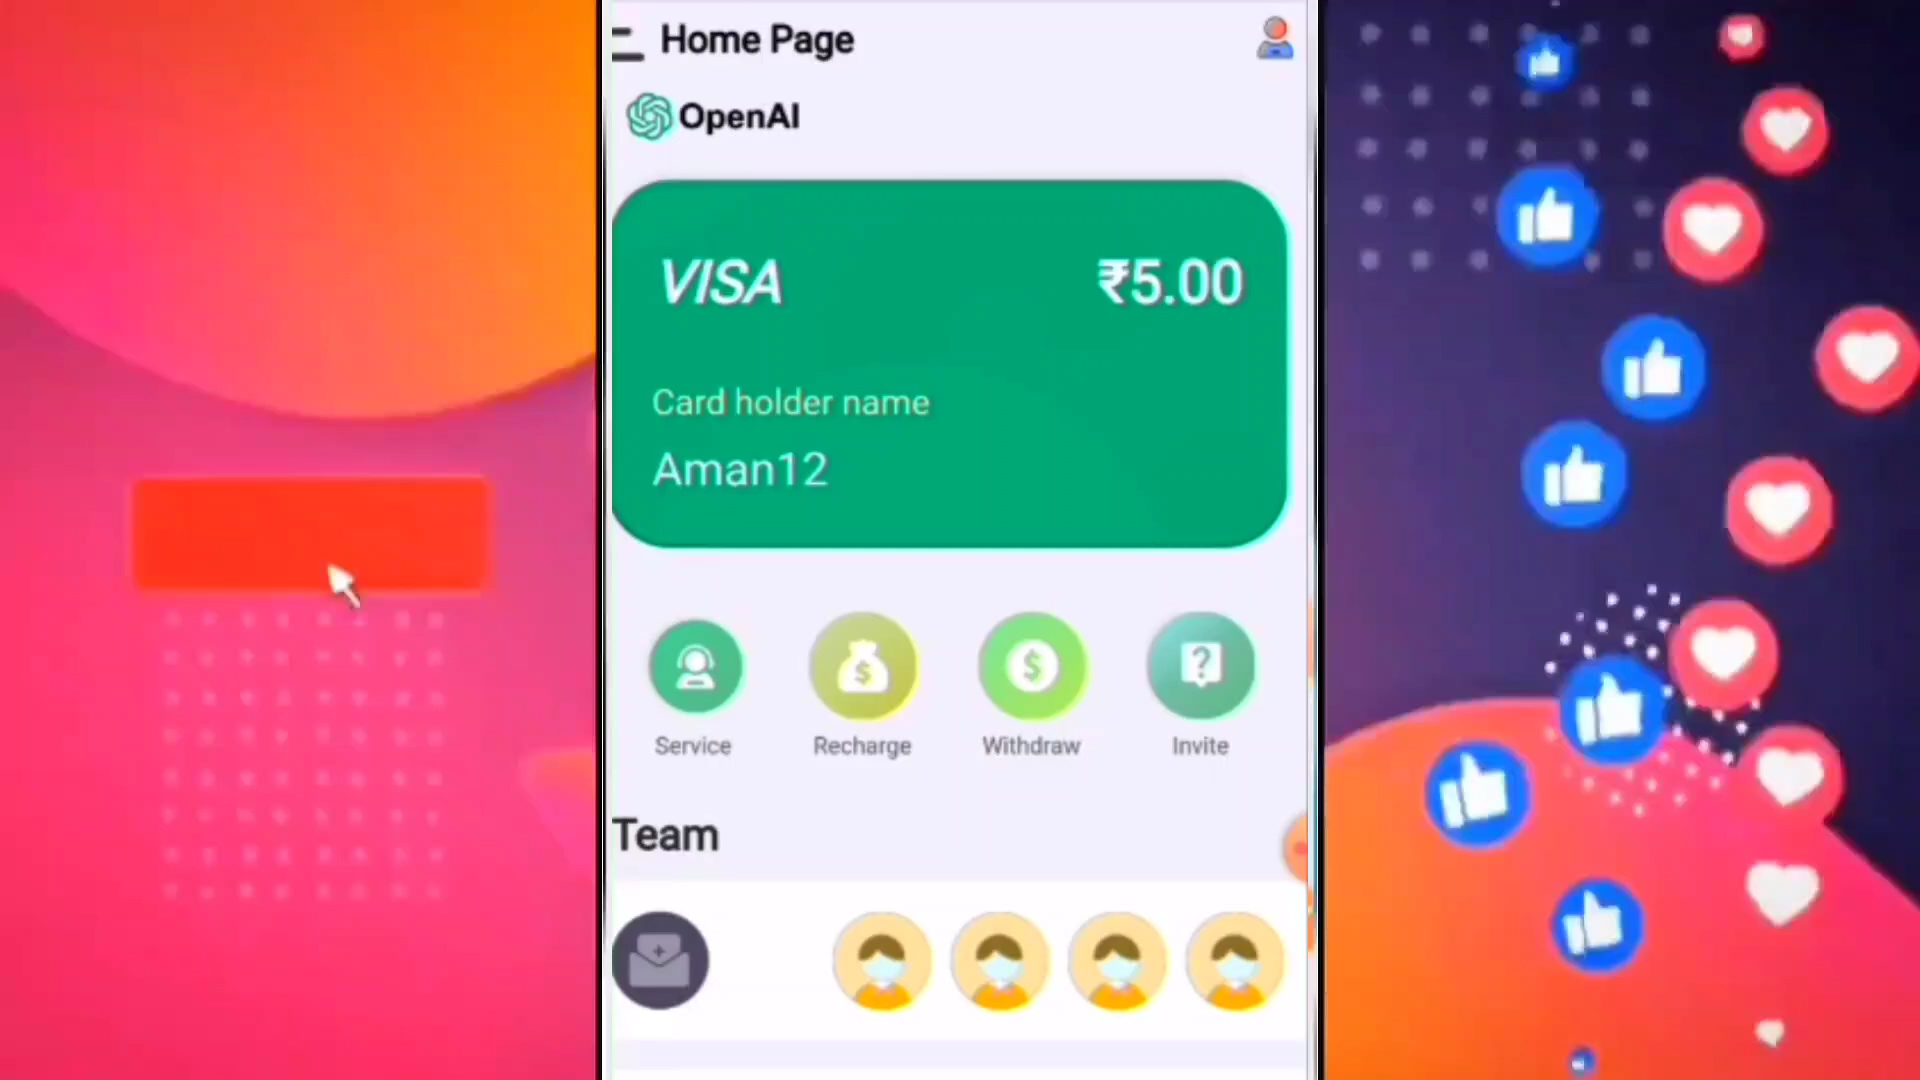 Home Page
OpenAI
VISA
₹5.00
Card holder name
Aman12
Service
Recharge
Withdraw
Invite
Team